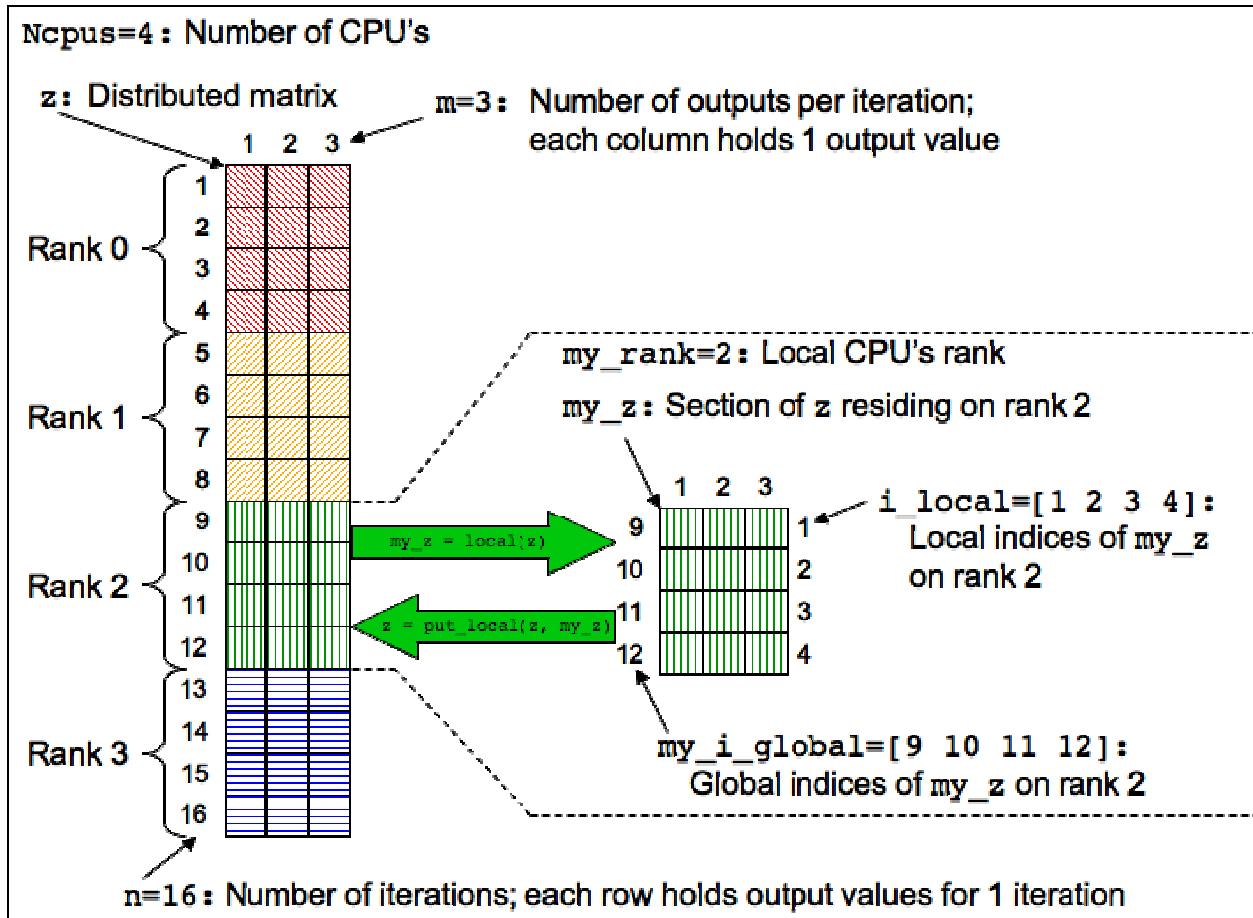 Ncpus=4: Number of CPU's
z: Distributed matrix
m=3: Number of outputs per iteration;
each column holds 1 output value
1 2 3
1
2
3
4
Rank 0
5
6
7
8
Rank 1
9
10
11
12
Rank 2
13
14
15
16
Rank 3
my_rank=2: Local CPU's rank
my_z: Section of z residing on rank 2
1 2 3
9
10
11
12
1
2
3
4
i_local=[1 2 3 4]:
Local indices of my_z
on rank 2
my_z = local(z)
z = put_local(z, my_z)
my_i_global=[9 10 11 12]:
Global indices of my_z on rank 2
n=16: Number of iterations; each row holds output values for 1 iteration